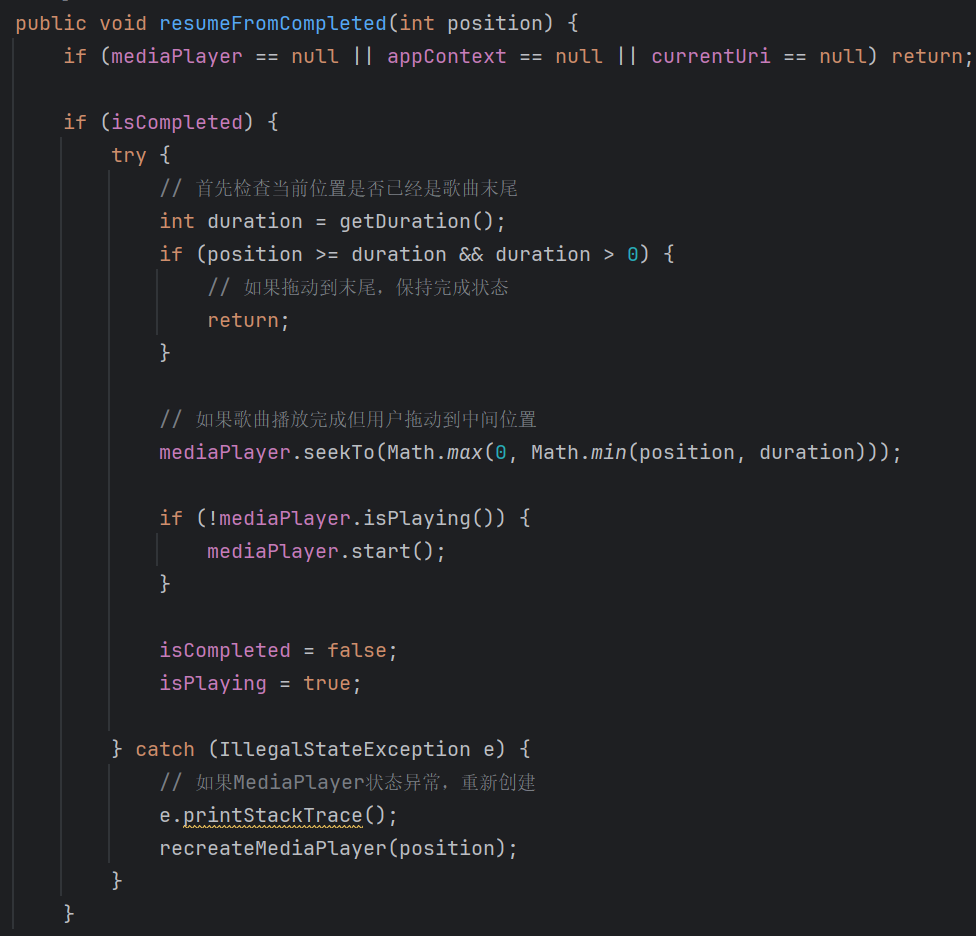 public void resumeFromCompleted(int position) {
    if (mediaPlayer == null || appContext == null || currentUri == null) return;
    if (isCompleted) {
        try {
            // 首先检查当前位置是否已经是歌曲末尾
            int duration = getDuration();
            if (position >= duration && duration > 0) {
                // 如果拖动到末尾，保持完成状态
                return;
            }
            // 如果歌曲播放完成但用户拖动到中间位置
            mediaPlayer.seekTo(Math.max(0, Math.min(position, duration)));
            if (!mediaPlayer.isPlaying()) {
                mediaPlayer.start();
            }
            isCompleted = false;
            isPlaying = true;
        } catch (IllegalStateException e) {
            // 如果MediaPlayer状态异常，重新创建
            e.printStackTrace();
            recreateMediaPlayer(position);
        }
    }